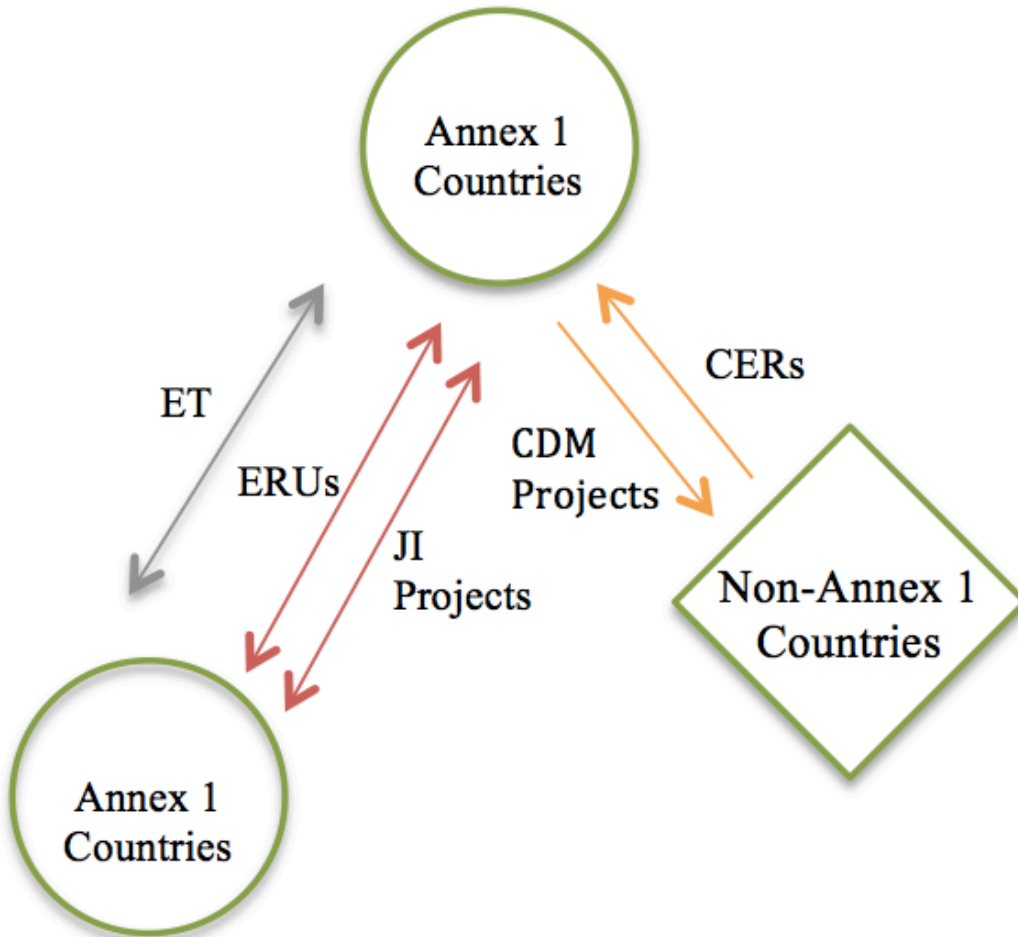 Annex 1
Countries
CERs
ET
CDM
Projects
ERUs
JI
Projects
Non-Annex 1
Countries
Annex 1
Countries